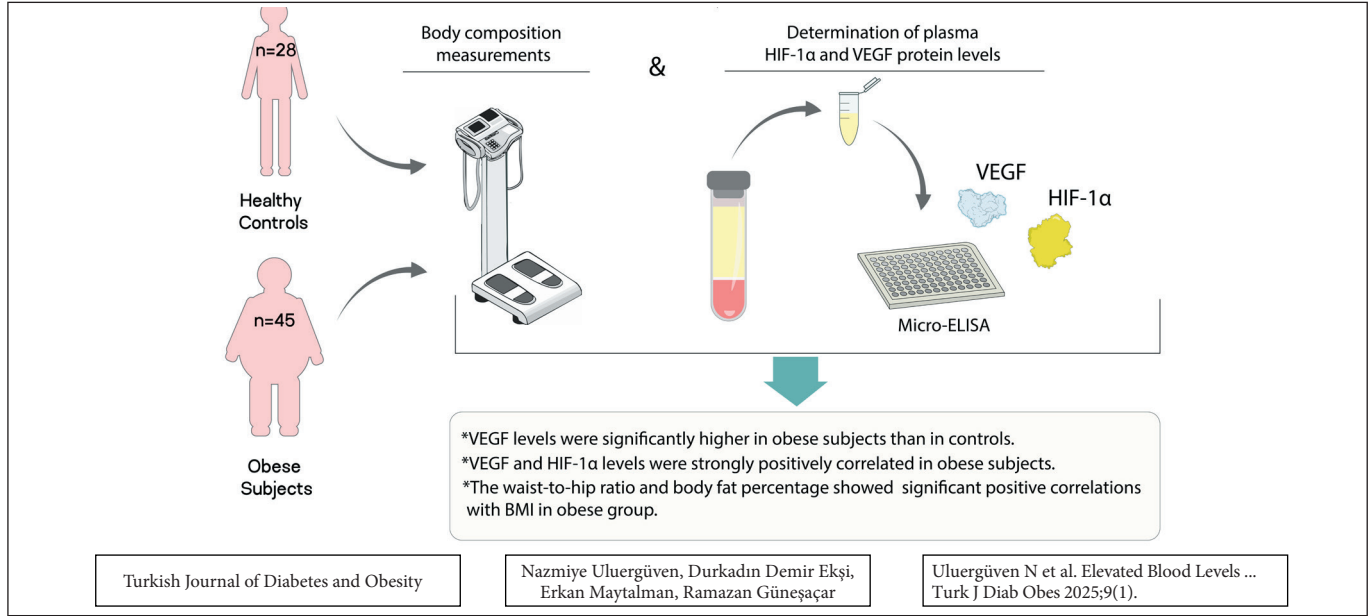 n=28
Healthy
Controls
n=45
Obese
Subjects
Body composition
measurements
&
Determination of plasma
HIF-1α and VEGF protein levels
VEGF
HIF-1α
Micro-ELISA
*VEGF levels were significantly higher in obese subjects than in controls.
*VEGF and HIF-1α levels were strongly positively correlated in obese subjects.
*The waist-to-hip ratio and body fat percentage showed significant positive correlations
with BMI in obese group.
Turkish Journal of Diabetes and Obesity
Nazmiye Uluergüven, Durkadın Demir Ekşi,
Erkan Maytalman, Ramazan Güneşaçar
Uluergüven N et al. Elevated Blood Levels ...
Turk J Diab Obes 2025;9(1).